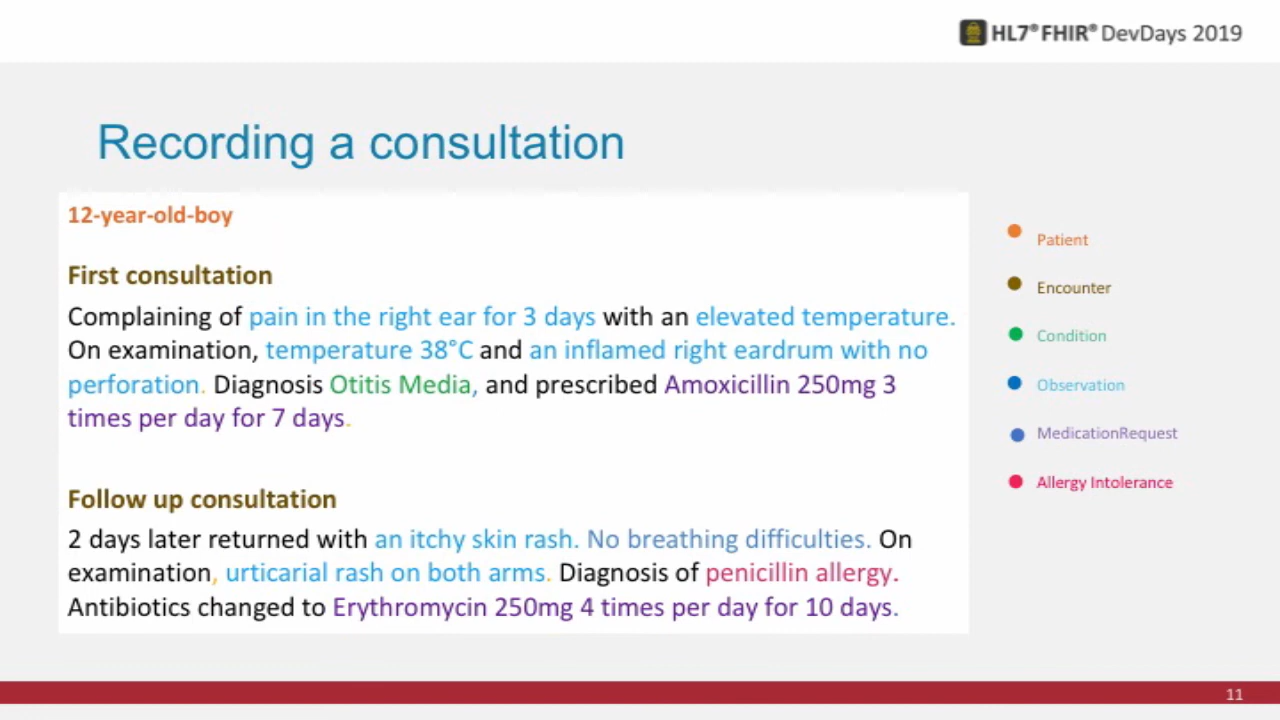 HL7® FHIR® DevDays 2019
Recording a consultation
12-year-old-boy
First consultation
Complaining of pain in the right ear for 3 days with an elevated temperature.
On examination, temperature 38°C and an inflamed right eardrum with no
perforation. Diagnosis Otitis Media, and prescribed Amoxicillin 250mg 3
times per day for 7 days.
Follow up consultation
2 days later returned with an itchy skin rash. No breathing difficulties. On
examination, urticarial rash on both arms. Diagnosis of penicillin allergy.
Antibiotics changed to Erythromycin 250mg 4 times per day for 10 days.
Patient
Encounter
Condition
Observation
MedicationRequest
Allergy Intolerance
11